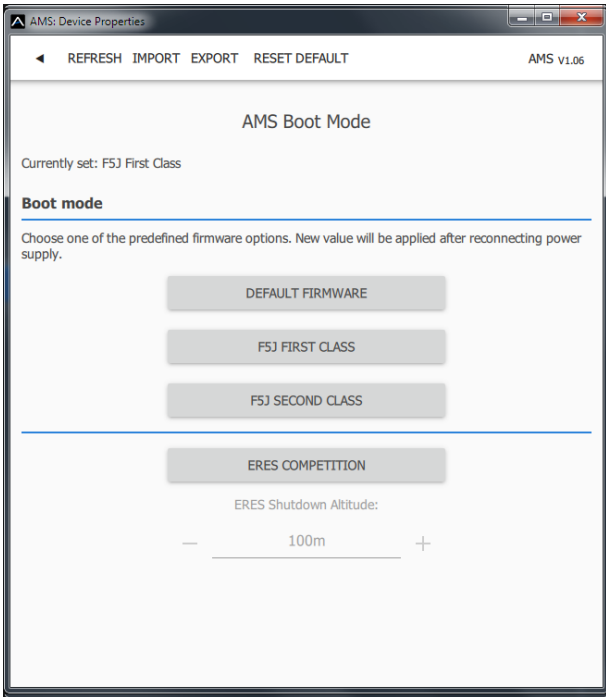 AMS: Device Properties
REFRESH IMPORT EXPORT RESET DEFAULT AMS V1.06
AMS Boot Mode
Currently set: F5J First Class
Boot mode
Choose one of the predefined firmware options. New value will be applied after reconnecting power
supply.
DEFAULT FIRMWARE
F5J FIRST CLASS
F5J SECOND CLASS
ERES COMPETITION
ERES Shutdown Altitude:
100m